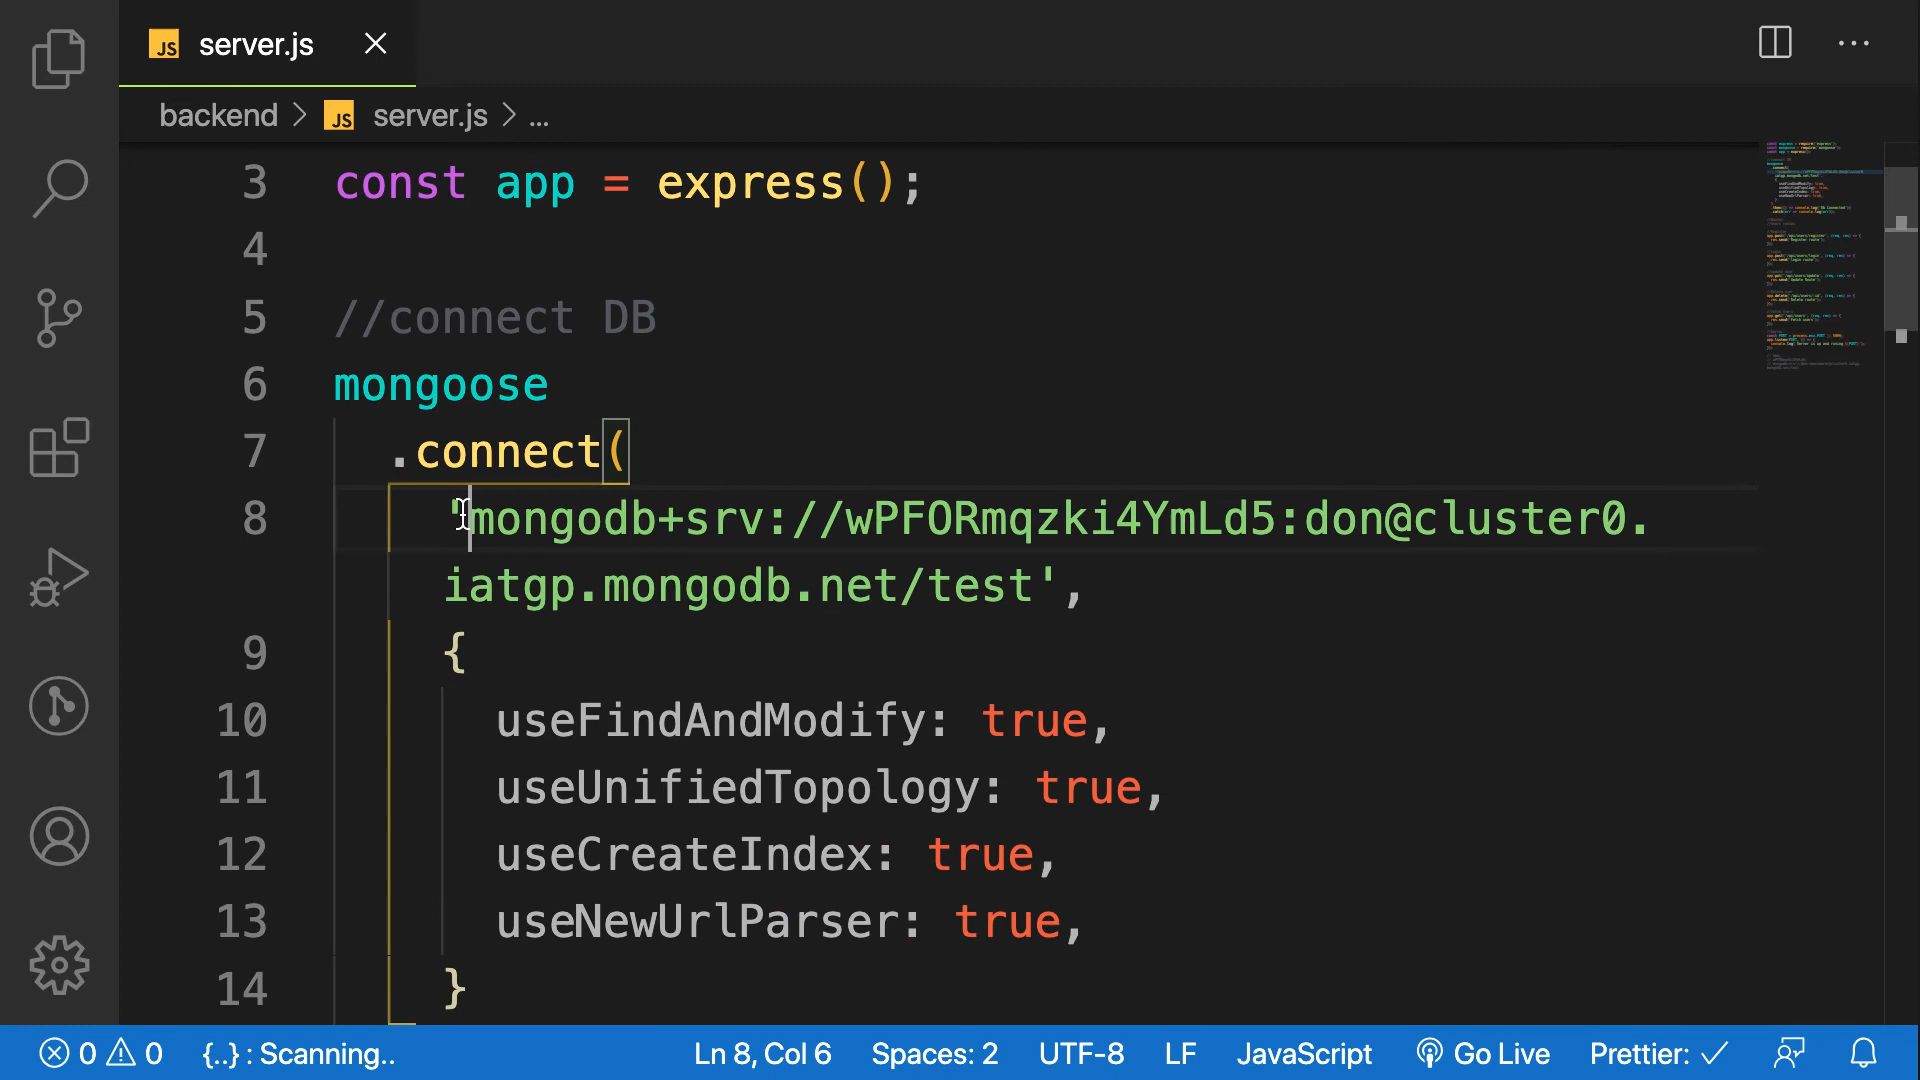 JS server.js
backend > JS server.js > ...
3 const app = express();
4
5 //connect DB
6 mongoose
7 .connect(
8 'mongodb+srv://wPFORmqzki4YmLd5:don@cluster0.
iatgp.mongodb.net/test',
9 {
10 useFindAndModify: true,
11 useUnifiedTopology: true,
12 useCreateIndex: true,
13 useNewUrlParser: true,
14 }
0 0 {..} : Scanning.. Ln 8, Col 6 Spaces: 2 UTF-8 LF JavaScript Go Live Prettier: ✓